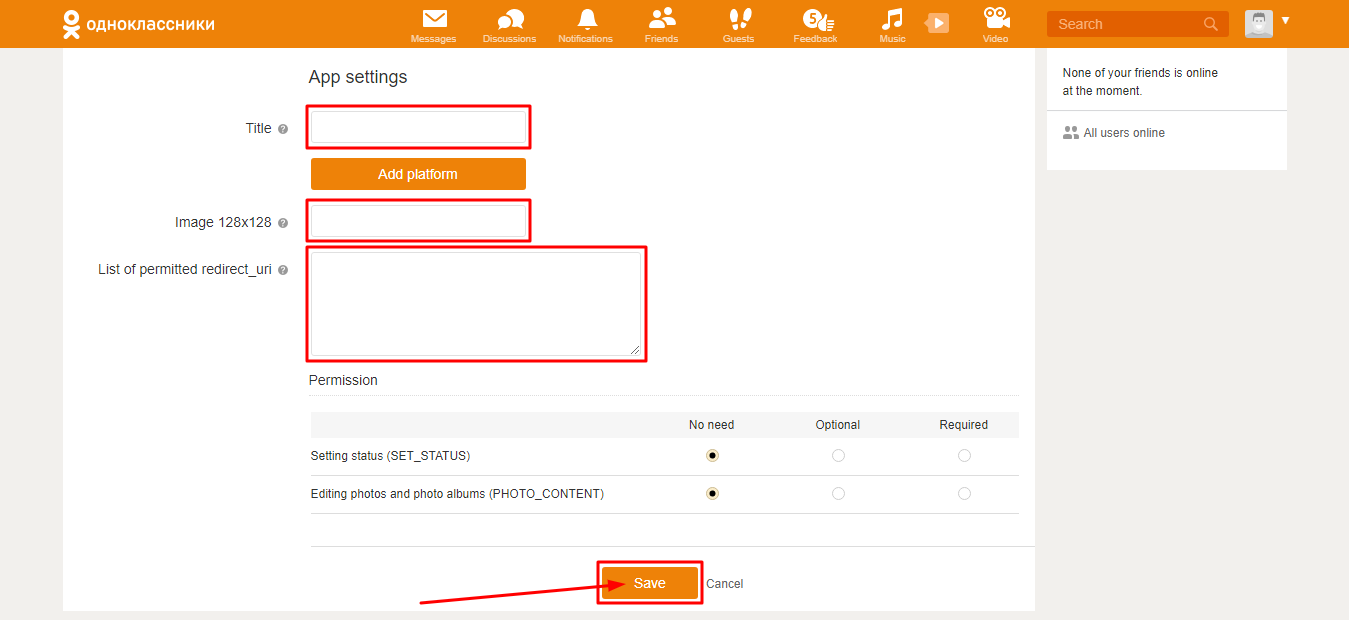 одноклассники
Messages Discussions Notifications Friends Guests 5 Feedback Music Video Search
None of your friends is online
at the moment.
All users online
App settings
Title ?
Add platform
Image 128x128 ?
List of permitted redirect_uri ?
Permission
No need Optional Required
Setting status (SET_STATUS)
Editing photos and photo albums (PHOTO_CONTENT)
Save Cancel